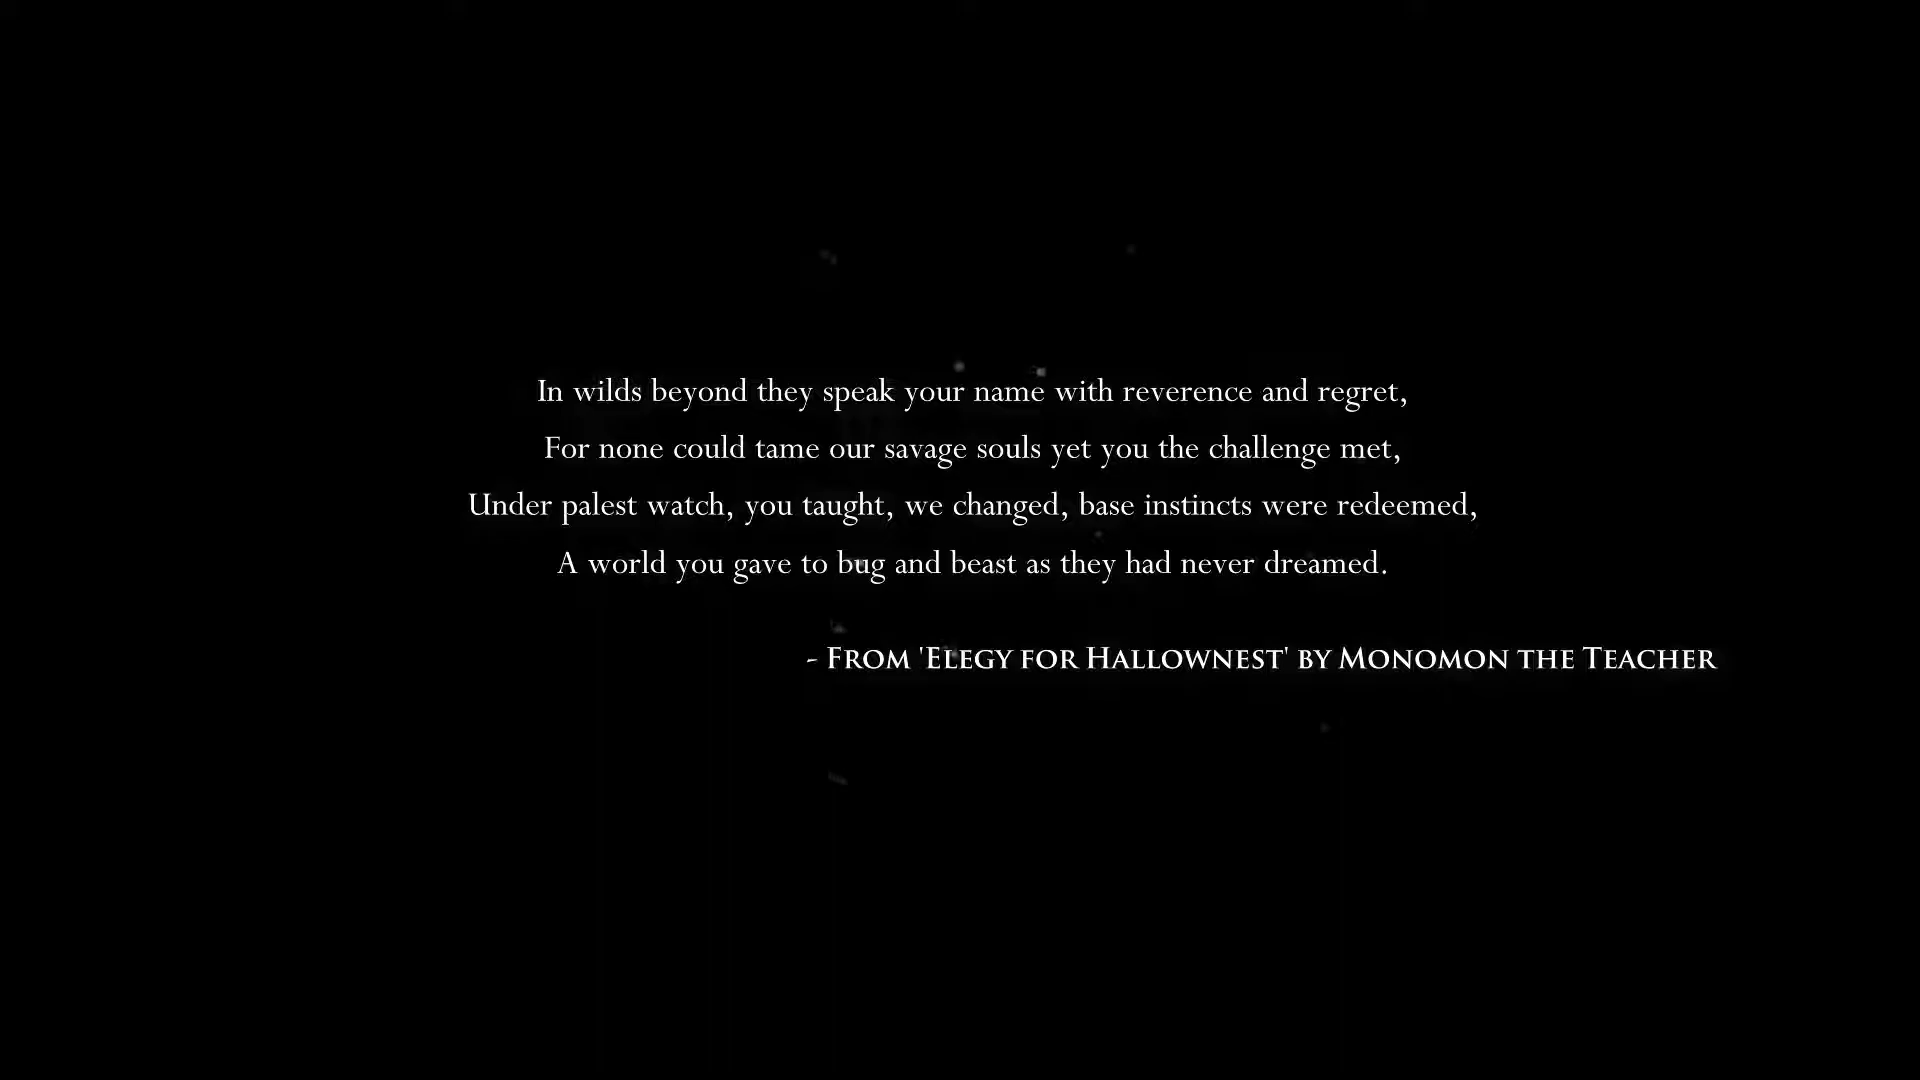 In wilds beyond they speak your name with reverence and regret,
For none could tame our savage souls yet you the challenge met,
Under palest watch, you taught, we changed, base instincts were redeemed,
A world you gave to bug and beast as they had never dreamed.
- From 'Elegy for Hallownest' by Monomon the Teacher